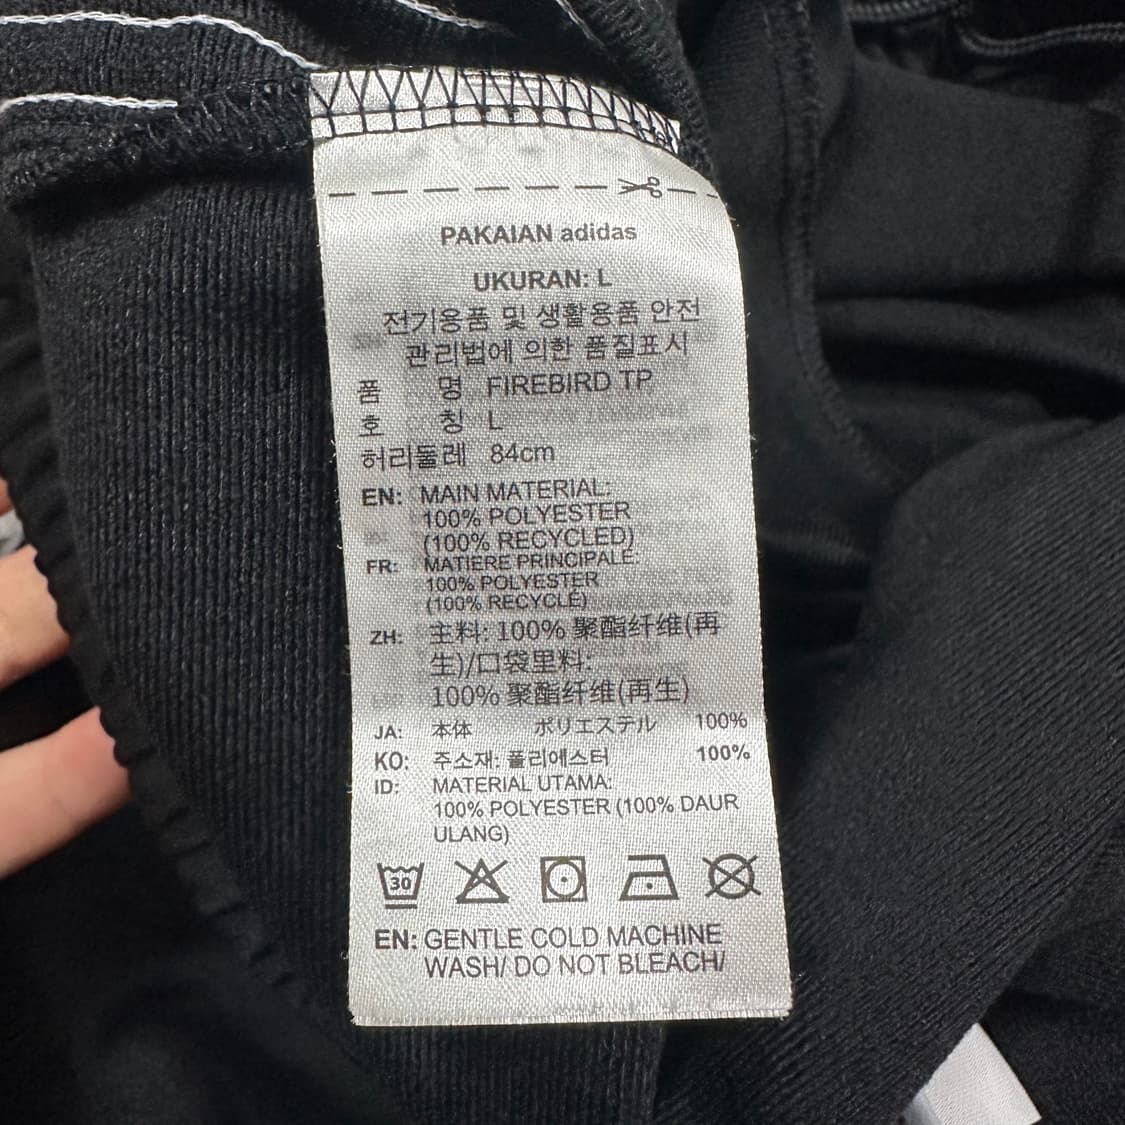 PAKAIAN adidas
UKURAN: L
전기용품 및 생활용품 안전
관리법에 의한 품질표시
품 명 FIREBIRD TP
호 칭 L
허리둘레 84cm
EN: MAIN MATERIAL:
100% POLYESTER
(100% RECYCLED)
FR: MATIERE PRINCIPALE:
100% POLYESTER
(100% RECYCLÉ)
ZH: 主料: 100% 聚酯纤维(再
生)/口袋里料:
100% 聚酯纤维(再生)
JA: 本体 ポリエステル 100%
KO: 주소재: 폴리에스터 100%
ID: MATERIAL UTAMA:
100% POLYESTER (100% DAUR
ULANG)
30
EN: GENTLE COLD MACHINE
WASH/ DO NOT BLEACH/